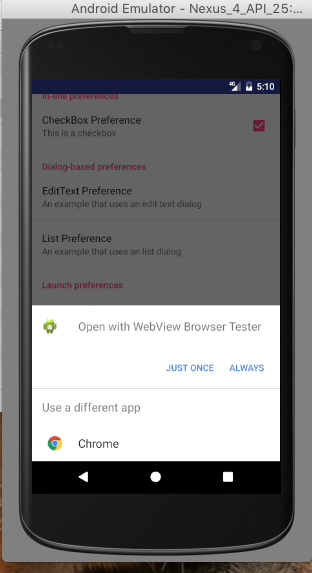 Android Emulator - Nexus_4_API_25:...
4G 5:10
In-line preferences
CheckBox Preference
This is a checkbox
Dialog-based preferences
EditText Preference
An example that uses an edit text dialog
List Preference
An example that uses an list dialog
Launch preferences
Open with WebView Browser Tester
JUST ONCE ALWAYS
Use a different app
Chrome